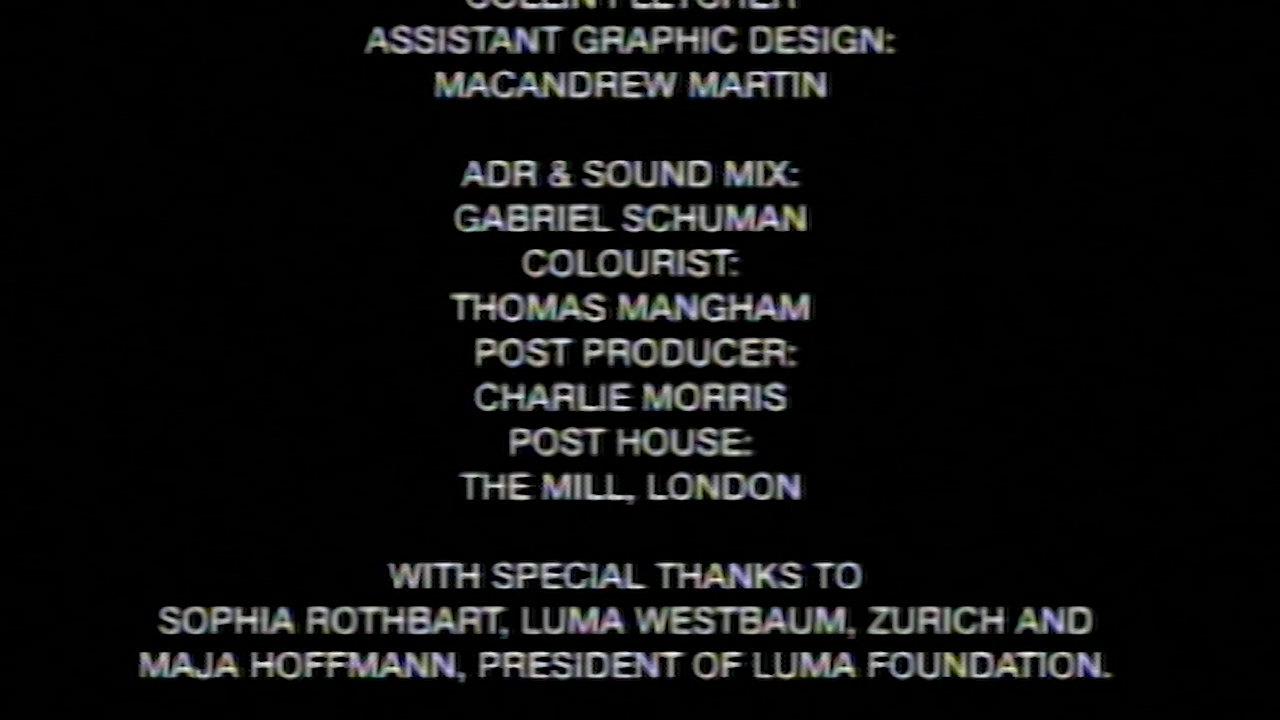 COLLIN FLETCHER
ASSISTANT GRAPHIC DESIGN:
MACANDREW MARTIN
ADR & SOUND MIX:
GABRIEL SCHUMAN
COLOURIST:
THOMAS MANGHAM
POST PRODUCER:
CHARLIE MORRIS
POST HOUSE:
THE MILL, LONDON
WITH SPECIAL THANKS TO
SOPHIA ROTHBART, LUMA WESTBAUM, ZURICH AND
MAJA HOFFMANN, PRESIDENT OF LUMA FOUNDATION.